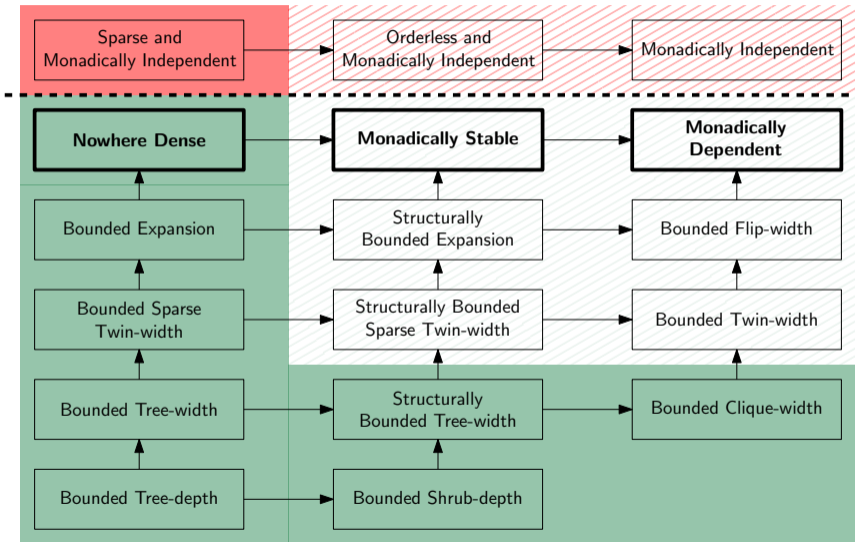 Sparse and
Monadically Independent
Orderless and
Monadically Independent
Monadically Independent
Nowhere Dense
Monadically Stable
Monadically
Dependent
Bounded Expansion
Structurally
Bounded Expansion
Bounded Flip-width
Bounded Sparse
Twin-width
Structurally Bounded
Sparse Twin-width
Bounded Twin-width
Bounded Tree-width
Structurally
Bounded Tree-width
Bounded Clique-width
Bounded Tree-depth
Bounded Shrub-depth